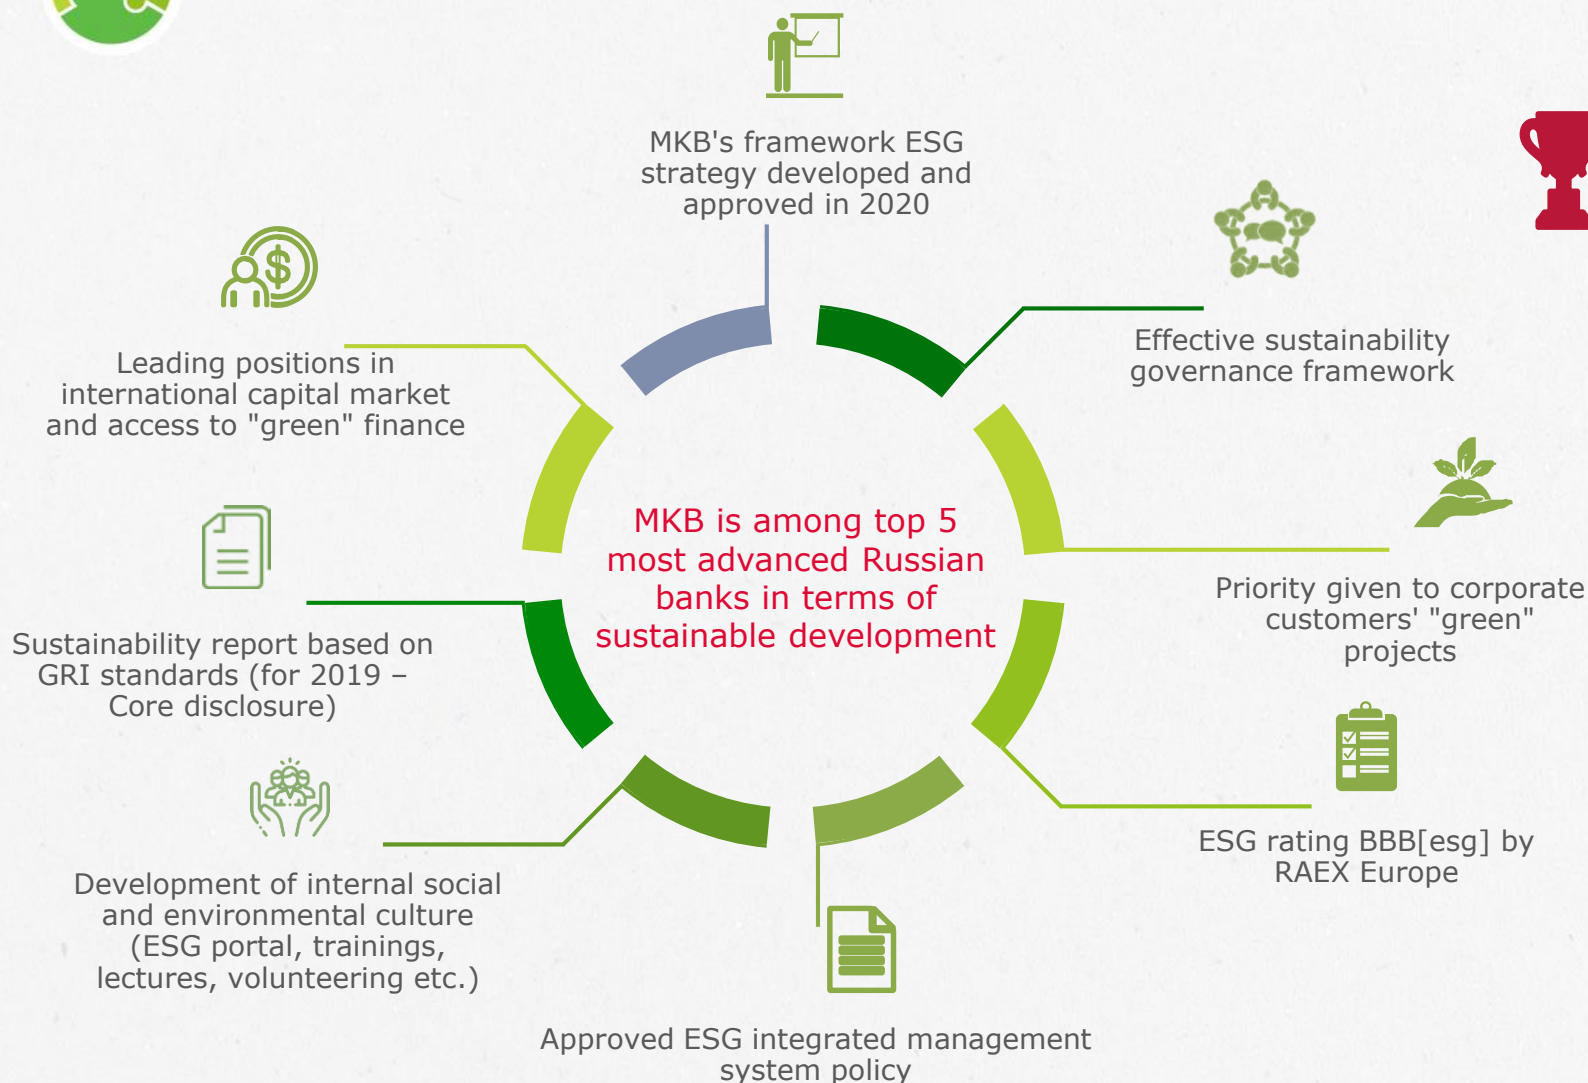 MKB's framework ESG
strategy developed and
approved in 2020
Effective sustainability
governance framework
Leading positions in
international capital market
and access to "green" finance
MKB is among top 5
most advanced Russian
banks in terms of
sustainable development
Priority given to corporate
customers' "green"
projects
Sustainability report based on
GRI standards (for 2019 –
Core disclosure)
ESG rating BBB[esg] by
RAEX Europe
Development of internal social
and environmental culture
(ESG portal, trainings,
lectures, volunteering etc.)
Approved ESG integrated management
system policy